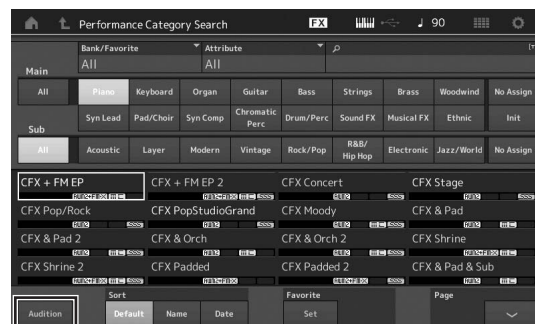 Performance Category Search FX 90
Bank/Favorite Attribute
Main All All
All Piano Keyboard Organ Guitar Bass Strings Brass Woodwind No Assign
Syn Lead Pad/Choir Syn Comp Chromatic Perc Drum/Perc Sound FX Musical FX Ethnic Init
Sub
All Acoustic Layer Modern Vintage Rock/Pop R&B/ Hip Hop Electronic Jazz/World No Assign
CFX + FM EP CFX + FM EP 2 CFX Concert CFX Stage
CFX Pop/Rock CFX PopStudioGrand CFX Moody CFX & Pad
CFX & Pad 2 CFX & Orch CFX & Orch 2 CFX Shrine
CFX Shrine 2 CFX Padded CFX Padded 2 CFX & Pad & Sub
Sort Favorite Page
Audition Default Name Date Set